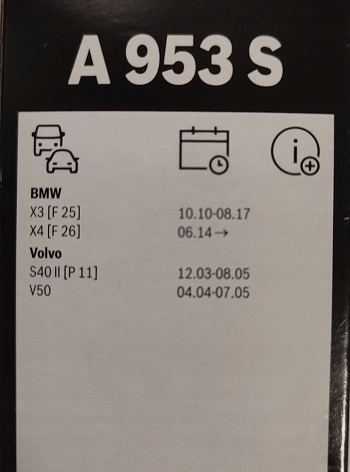 A 953 S
BMW
X3 [F 25] 10.10-08.17
X4 [F 26] 06.14→
Volvo
S40 II [P 11] 12.03-08.05
V50 04.04-07.05